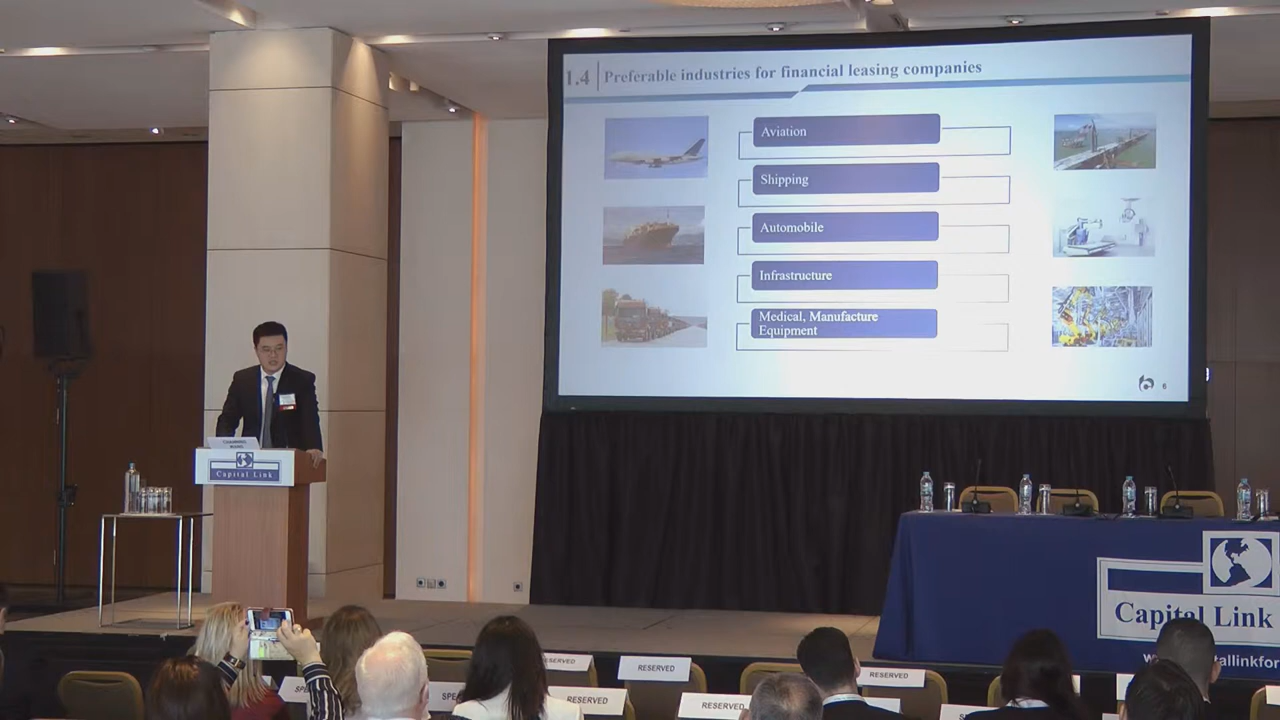 1.4 Preferable industries for financial leasing companies
Aviation
Shipping
Automobile
Infrastructure
Medical, Manufacture
Equipment
6
Capital Link
Capital Link
RESERVED
RESERVED
RESERVED
RESERVED
RESERVED